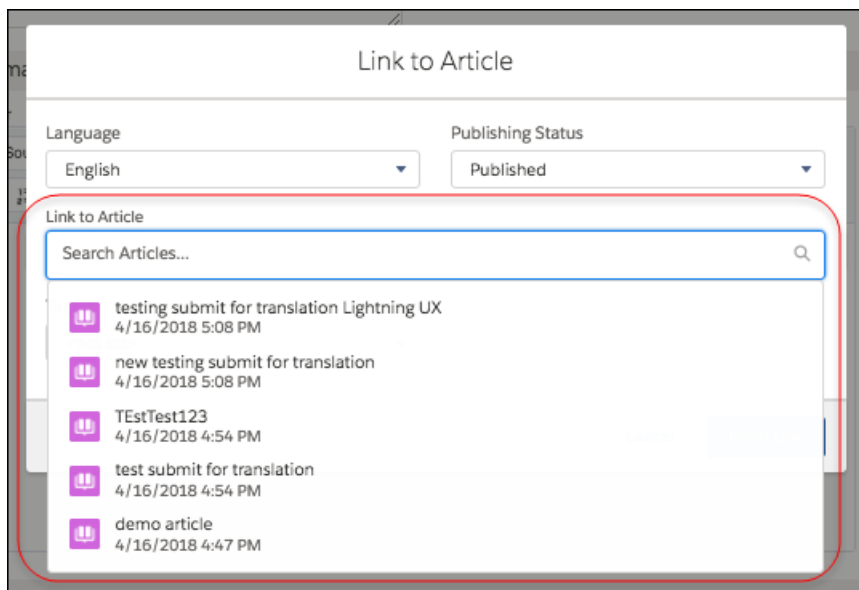 Link to Article
Language
Publishing Status
English
Published
Link to Article
Search Articles...
testing submit for translation Lightning UX
4/16/2018 5:08 PM
new testing submit for translation
4/16/2018 5:08 PM
TEstTest123
4/16/2018 4:54 PM
test submit for translation
4/16/2018 4:54 PM
demo article
4/16/2018 4:47 PM